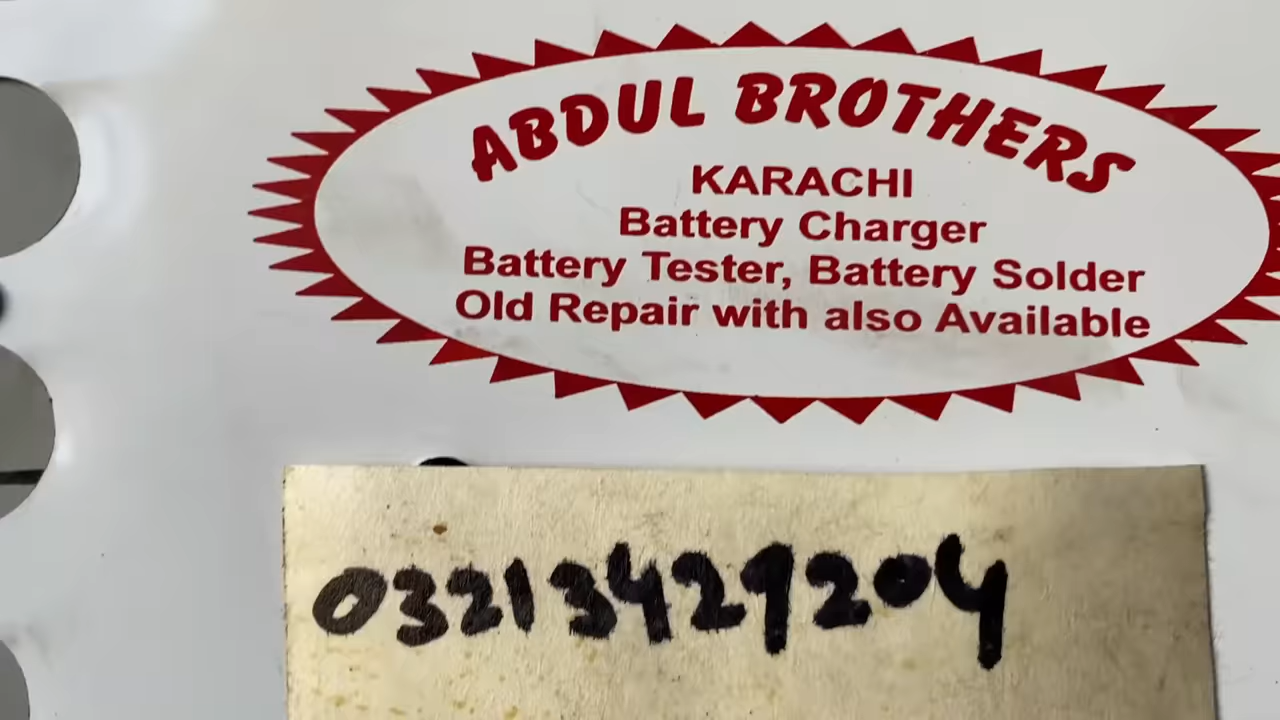 ABDUL BROTHERS
KARACHI
Battery Charger
Battery Tester, Battery Solder
Old Repair with also Available
03213429204